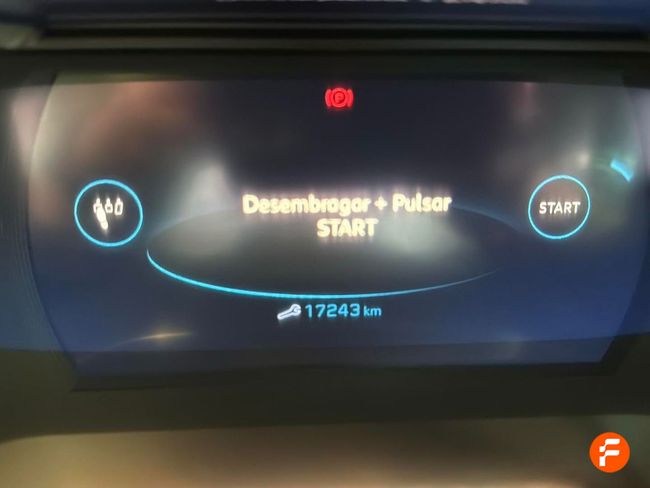 P
Desembragar + Pulsar
START
START
17243 km